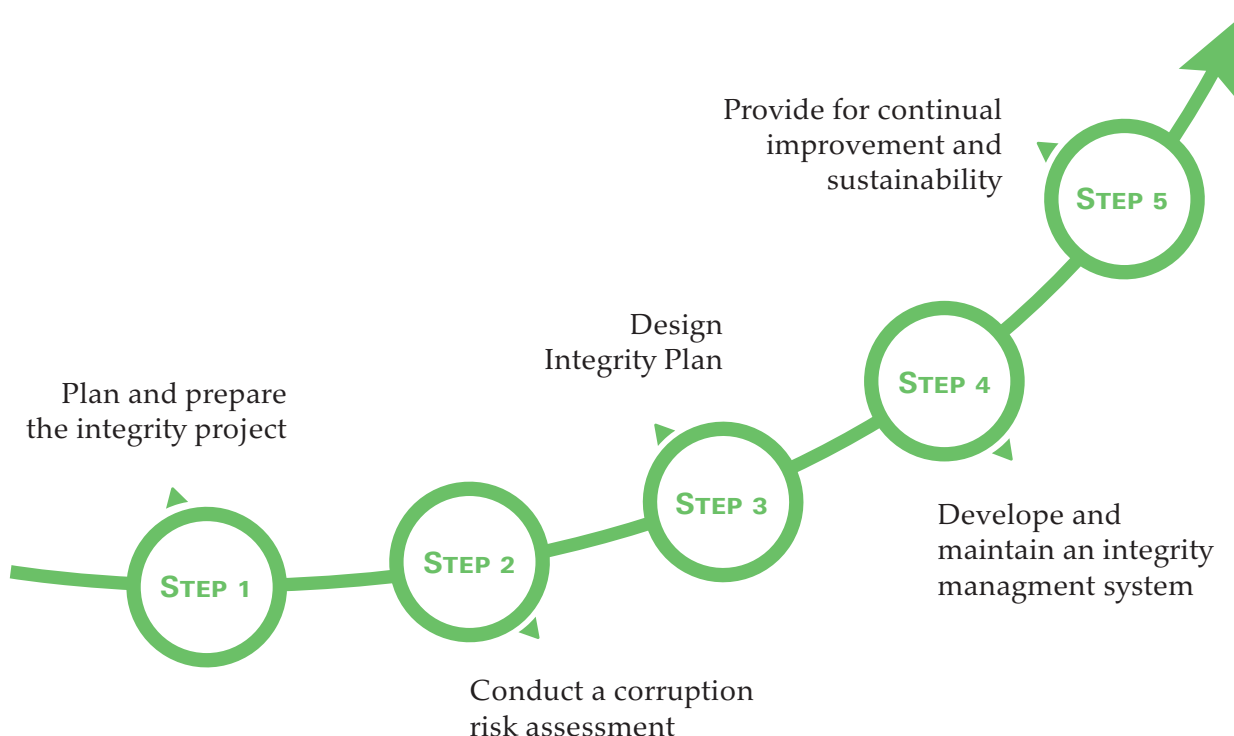 Plan and prepare
the integrity project
STEP 1
STEP 2
Conduct a corruption
risk assessment
Design
Integrity Plan
STEP 3
STEP 4
Develope and
maintain an integrity
managment system
Provide for continual
improvement and
sustainability
STEP 5